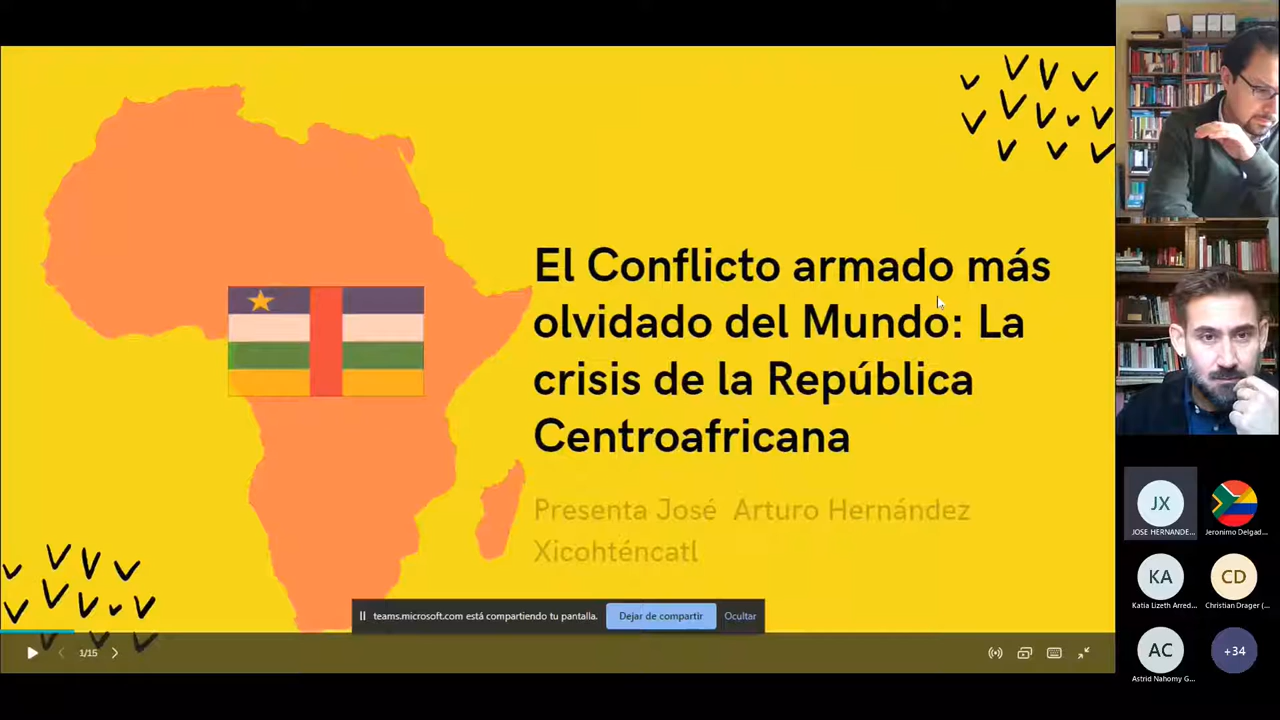 El Conflicto armado más
olvidado del Mundo: La
crisis de la República
Centroafricana
Presenta José Arturo Hernández
Xicohténcatl
teams.microsoft.com está compartiendo tu pantalla.
Dejar de compartir
Ocultar
1/15
JX
JOSE HERNANDE...
Jeronimo Delgad...
KA
Katia Lizeth Arred...
CD
Christian Drager (...
AC
Astrid Nahomy G...
+34